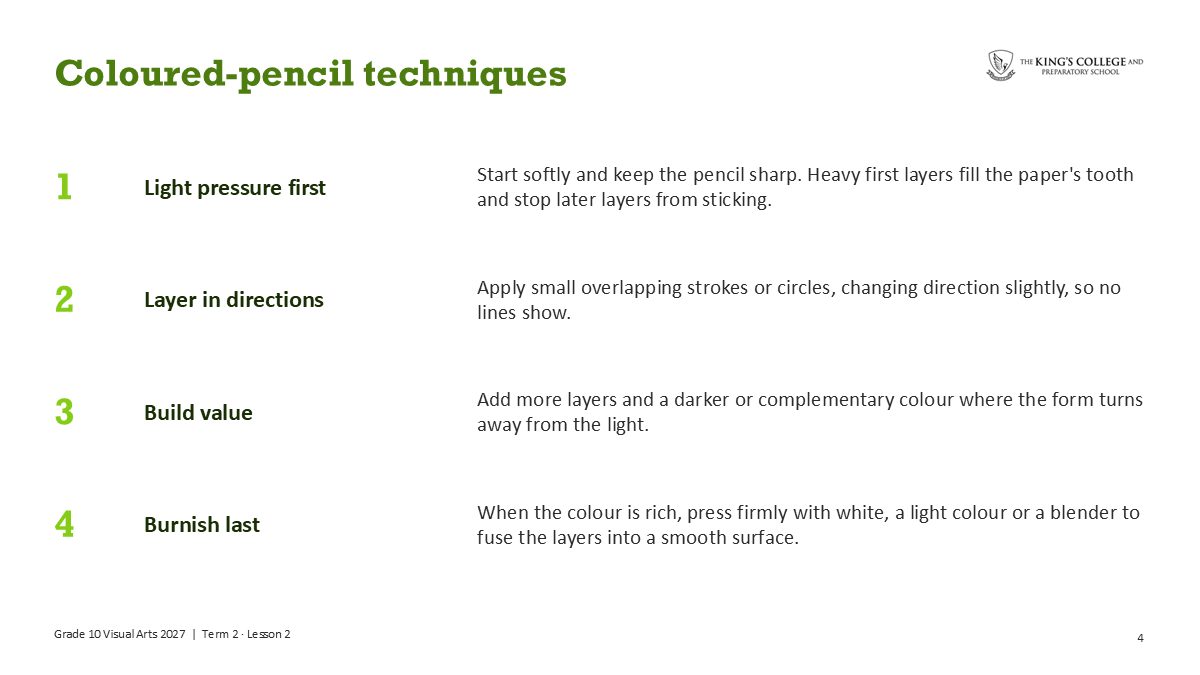 Coloured-pencil techniques
THE KING'S COLLEGE AND
PREPARATORY SCHOOL
1
Light pressure first
Start softly and keep the pencil sharp. Heavy first layers fill the paper's tooth
and stop later layers from sticking.
2
Layer in directions
Apply small overlapping strokes or circles, changing direction slightly, so no
lines show.
3
Build value
Add more layers and a darker or complementary colour where the form turns
away from the light.
4
Burnish last
When the colour is rich, press firmly with white, a light colour or a blender to
fuse the layers into a smooth surface.
Grade 10 Visual Arts 2027 | Term 2 · Lesson 2
4